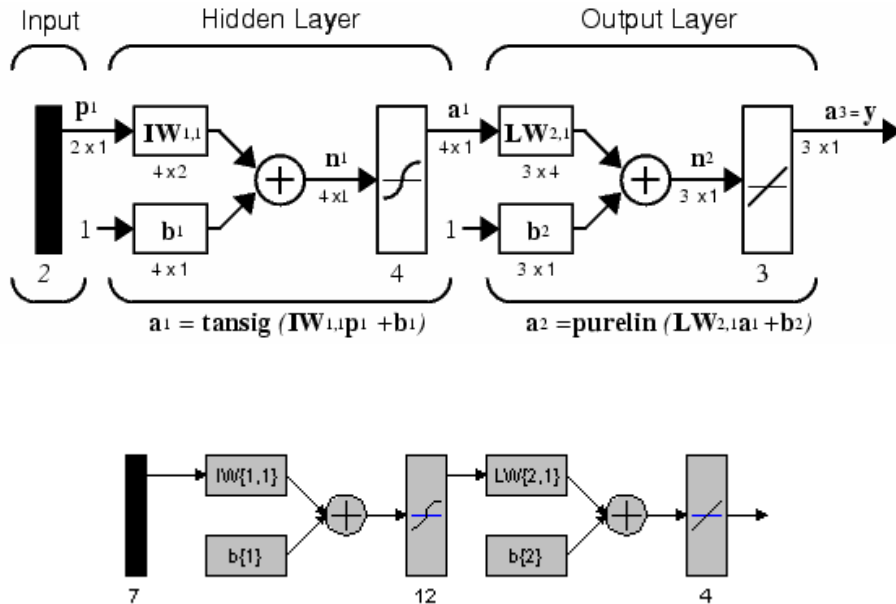 Input
Hidden Layer
Output Layer
p1
a1
a3 = y
IW1,1
LW2,1
2 x 1
n1
4 x 1
n2
3 x 1
4 x 2
3 x 4
4 x 1
3 x 1
1
b1
1
b2
2
4 x 1
4
3 x 1
3
a1 = tansig (IW1,1p1 +b1)
a2 =purelin (LW2,1a1 +b2)
IW{1,1}
LW{2,1}
b{1}
b{2}
7
12
4